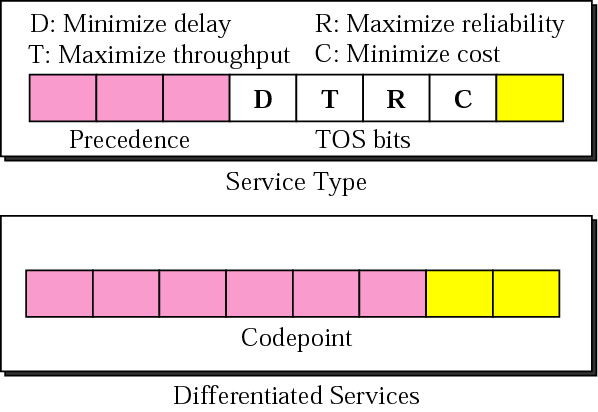 D: Minimize delay R: Maximize reliability
T: Maximize throughput C: Minimize cost
D T R C
Precedence TOS bits
Service Type
Codepoint
Differentiated Services